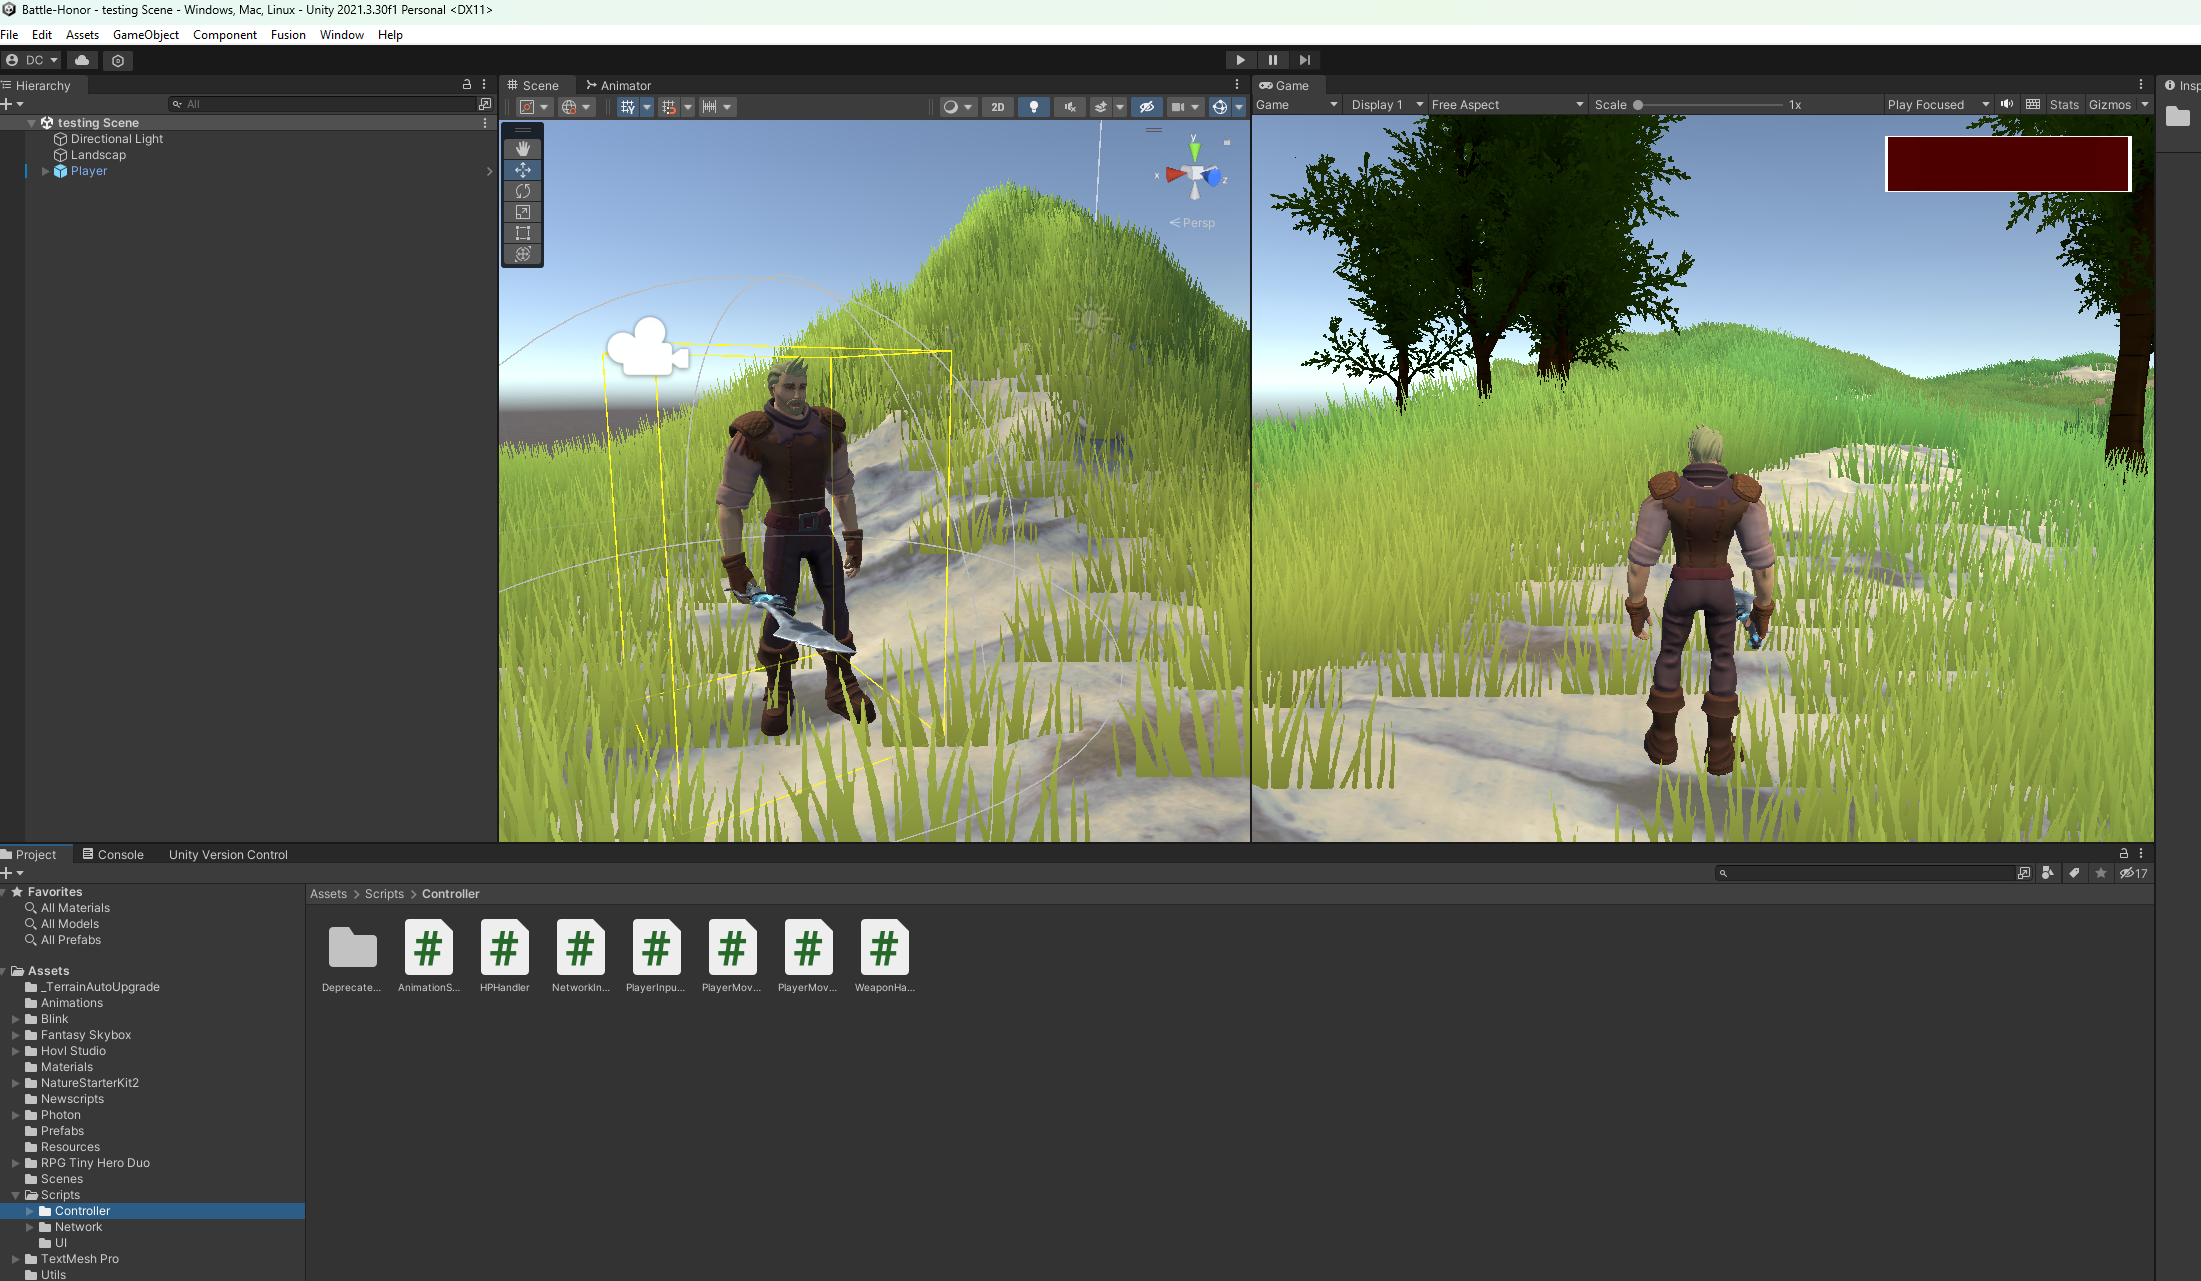 Battle-Honor - testing Scene - Windows, Mac, Linux - Unity 2021.3.30f1 Personal <DX11>
File Edit Assets GameObject Component Fusion Window Help
DC
Hierarchy
All
testing Scene
Directional Light
Landscap
Player
Scene Animator
2D
y
x
z
Persp
Game
Game Display 1 Free Aspect Scale 1x Play Focused Stats Gizmos
Insp
Project Console Unity Version Control
17
Favorites
All Materials
All Models
All Prefabs
Assets
_TerrainAutoUpgrade
Animations
Blink
Fantasy Skybox
Hovl Studio
Materials
NatureStarterKit2
Newscripts
Photon
Prefabs
Resources
RPG Tiny Hero Duo
Scenes
Scripts
Controller
Network
UI
TextMesh Pro
Utils
Assets > Scripts > Controller
# # # # # # #
Deprecate... AnimationS... HPHandler NetworkIn... PlayerInpu... PlayerMov... PlayerMov... WeaponHa...